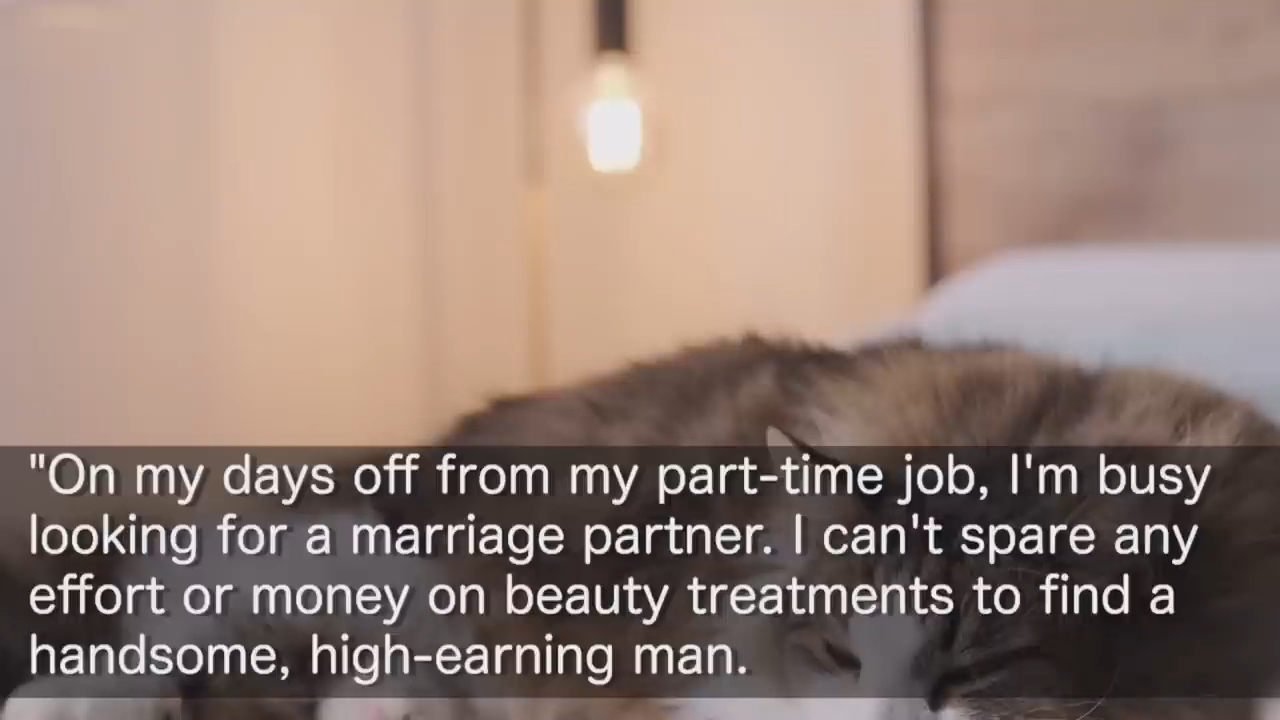 "On my days off from my part-time job, I'm busy
looking for a marriage partner. I can't spare any
effort or money on beauty treatments to find a
handsome, high-earning man.